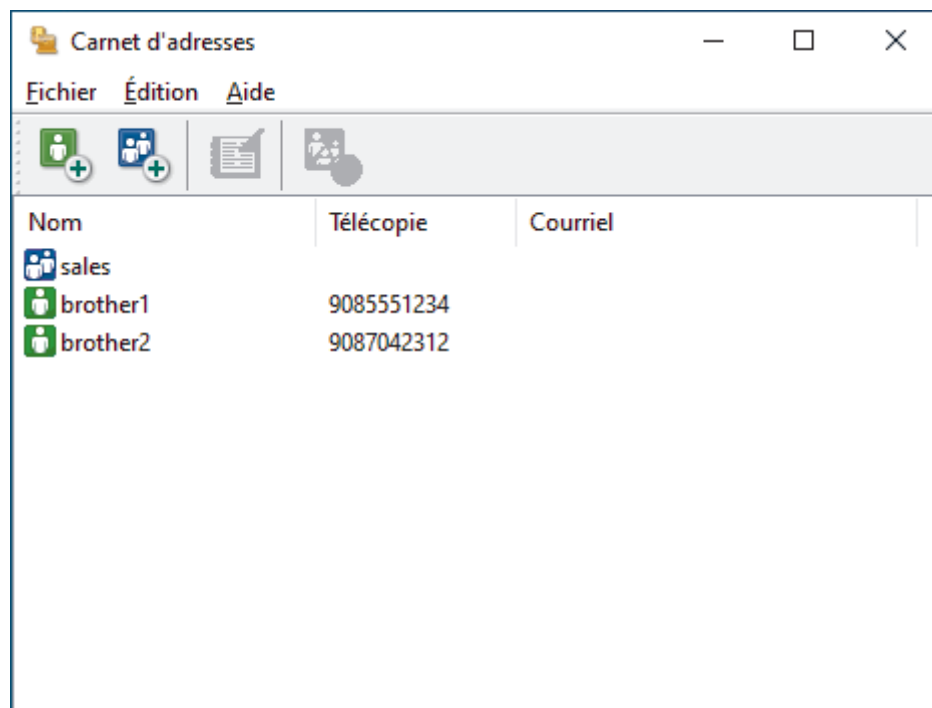 Carnet d'adresses
Fichier Édition Aide
Nom Télécopie Courriel
sales
brother1 9085551234
brother2 9087042312